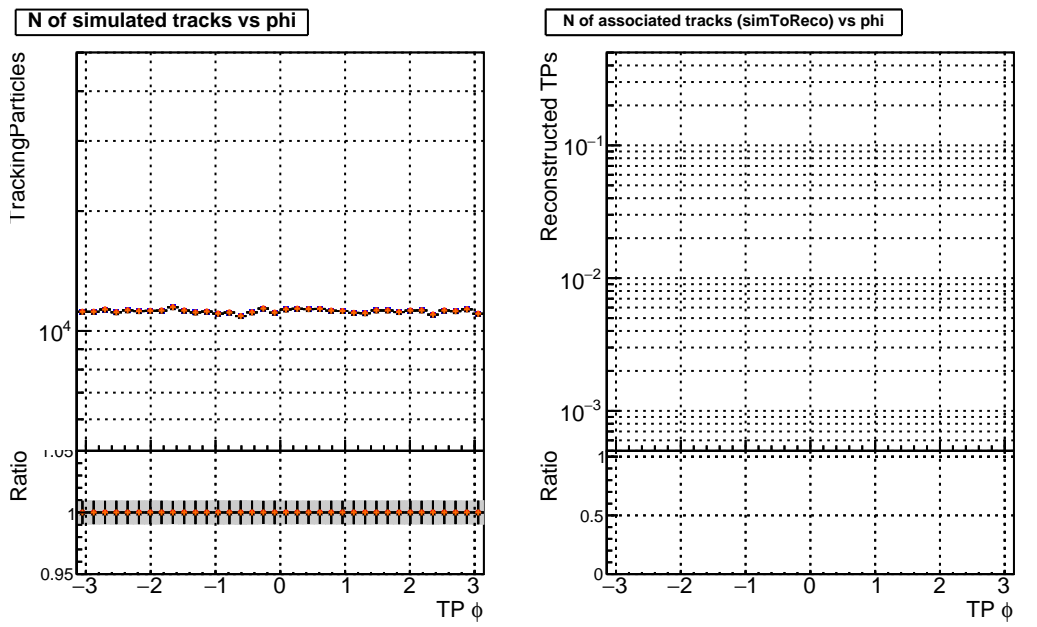 N of simulated tracks vs phi
TrackingParticles
10⁴
1.05
Ratio
1
0.95
−3 −2 −1 0 1 2 3
TP ϕ
N of associated tracks (simToReco) vs phi
Reconstructed TPs
10⁻¹
10⁻²
10⁻³
Ratio
1
0.5
0
−3 −2 −1 0 1 2 3
TP ϕ